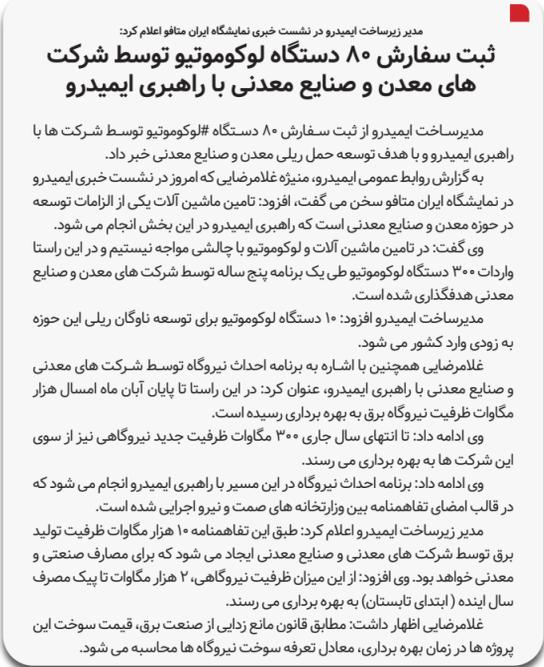 مدیر زیرساخت ایمیدرو در نشست خبری نمایشگاه ایران متافو اعلام کرد:
ثبت سفارش ۸۰ دستگاه لوکوموتیو توسط شرکت
های معدن و صنایع معدنی با راهبری ایمیدرو
مدیرساخت ایمیدرو از ثبت سفارش ۸۰ دستگاه #لوکوموتیو توسط شرکت ها با
راهبری ایمیدرو و با هدف توسعه حمل ریلی معدن و صنایع معدنی خبر داد.
به گزارش روابط عمومی ایمیدرو، منیژه غلامرضایی که امروز در نشست خبری ایمیدرو
در نمایشگاه ایران متافو سخن می گفت، افزود: تامین ماشین آلات یکی از الزامات توسعه
در حوزه معدن و صنایع معدنی است که راهبری ایمیدرو در این بخش انجام می شود.
وی گفت: در تامین ماشین آلات و لوکوموتیو با چالشی مواجه نیستیم و در این راستا
واردات ۳۰۰ دستگاه لوکوموتیو طی یک برنامه پنج ساله توسط شرکت های معدن و صنایع
معدنی هدفگذاری شده است.
مدیرساخت ایمیدرو افزود: ۱۰ دستگاه لوکوموتیو برای توسعه ناوگان ریلی این حوزه
به زودی وارد کشور می شود.
غلامرضایی همچنین با اشاره به برنامه احداث نیروگاه توسط شرکت های معدنی
و صنایع معدنی با راهبری ایمیدرو، عنوان کرد: در این راستا تا پایان آبان ماه امسال هزار
مگاوات ظرفیت نیروگاه برق به بهره برداری رسیده است.
وی ادامه داد: تا انتهای سال جاری ۳۰۰ مگاوات ظرفیت جدید نیروگاهی نیز از سوی
این شرکت ها به بهره برداری می رسند.
وی ادامه داد: برنامه احداث نیروگاه در این مسیر با راهبری ایمیدرو انجام می شود که
در قالب امضای تفاهمنامه بین وزارتخانه های صمت و نیرو اجرایی شده است.
مدیر زیرساخت ایمیدرو اعلام کرد: طبق این تفاهمنامه ۱۰ هزار مگاوات ظرفیت تولید
برق توسط شرکت های معدنی و صنایع معدنی ایجاد می شود که برای مصارف صنعتی و
معدنی خواهد بود. وی افزود: از این میزان ظرفیت نیروگاهی، ۲ هزار مگاوات تا پیک مصرف
سال اینده ( ابتدای تابستان) به بهره برداری می رسند.
غلامرضایی اظهار داشت: مطابق قانون مانع زدایی از صنعت برق، قیمت سوخت این
پروژه ها در زمان بهره برداری، معادل تعرفه سوخت نیروگاه ها محاسبه می شود.